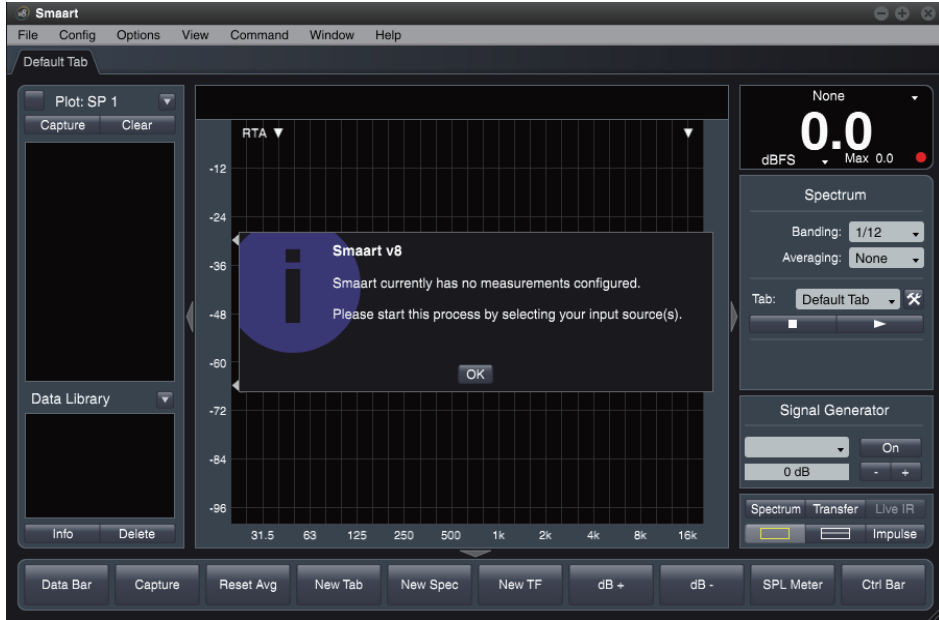 Smaart
File Config Options View Command Window Help
Default Tab
Plot: SP 1
Capture Clear
Data Library
Info Delete
RTA
-12
-24
-36
-48
-60
-72
-84
-96
31.5 63 125 250 500 1k 2k 4k 8k 16k
Smaart v8
Smaart currently has no measurements configured.
Please start this process by selecting your input source(s).
OK
None
0.0
dBFS Max 0.0
Spectrum
Banding: 1/12
Averaging: None
Tab: Default Tab
Signal Generator
On
0 dB - +
Spectrum Transfer Live IR
Impulse
Data Bar Capture Reset Avg New Tab New Spec New TF dB + dB - SPL Meter Ctrl Bar